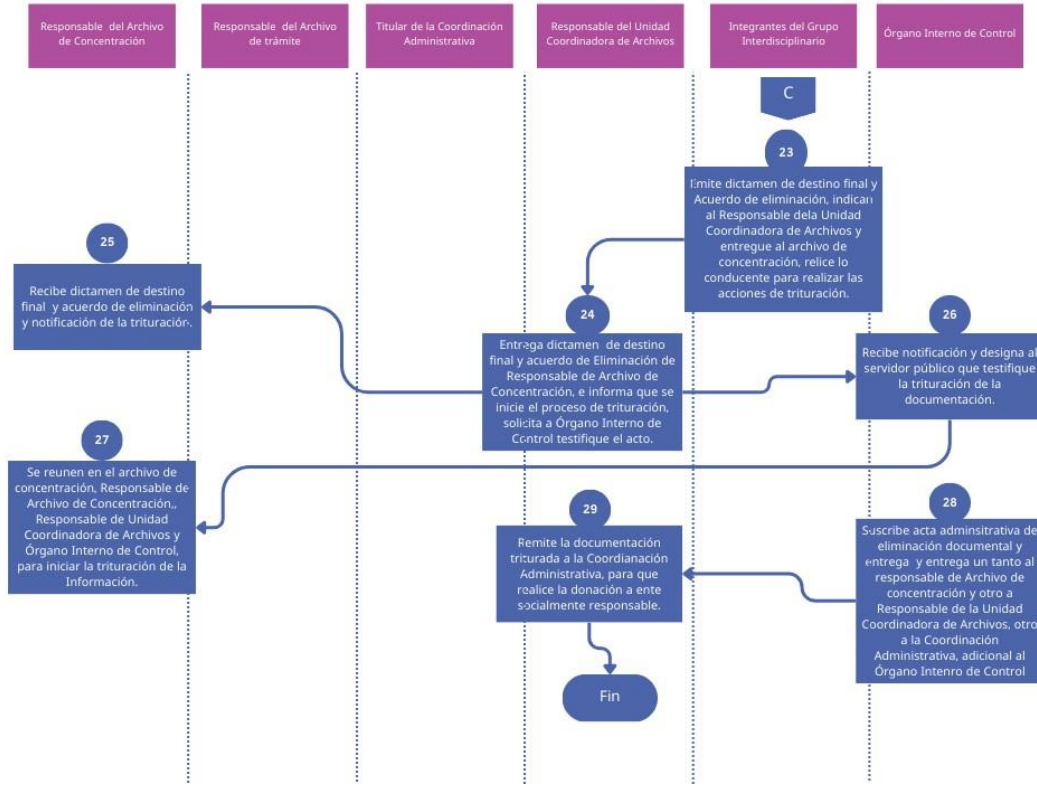 Responsable del Archivo
de Concentración
Responsable del Archivo
de trámite
Titular de la Coordinación
Administrativa
Responsable del Unidad
Coordinadora de Archivos
Integrantes del Grupo
Interdisciplinario
Órgano Interno de Control
C
23
Emite dictamen de destino final y
Acuerdo de eliminación, indican
al Responsable dela Unidad
Coordinadora de Archivos y
entregue al archivo de
concentración, relice lo
conducente para realizar las
acciones de trituración.
25
Recibe dictamen de destino
final y acuerdo de eliminación
y notificación de la trituración.
24
Entrega dictamen de destino
final y acuerdo de Eliminación de
Responsable de Archivo de
Concentración, e informa que se
inicie el proceso de trituración,
solicita a Órgano Interno de
Control testifique el acto.
26
Recibe notificación y designa al
servidor público que testifique
la trituración de la
documentación.
27
Se reunen en el archivo de
concentración, Responsable de
Archivo de Concentración,,
Responsable de Unidad
Coordinadora de Archivos y
Órgano Interno de Control,
para iniciar la trituración de la
Información.
28
Suscribe acta adminsitrativa de
eliminación documental y
entrega y entrega un tanto al
responsable de Archivo de
concentración y otro a
Responsable de la Unidad
Coordinadora de Archivos, otro
a la Coordinación
Administrativa, adicional al
Órgano Intenro de Control
29
Remite la documentación
triturada a la Coordianación
Administrativa, para que
realice la donación a ente
socialmente responsable.
Fin